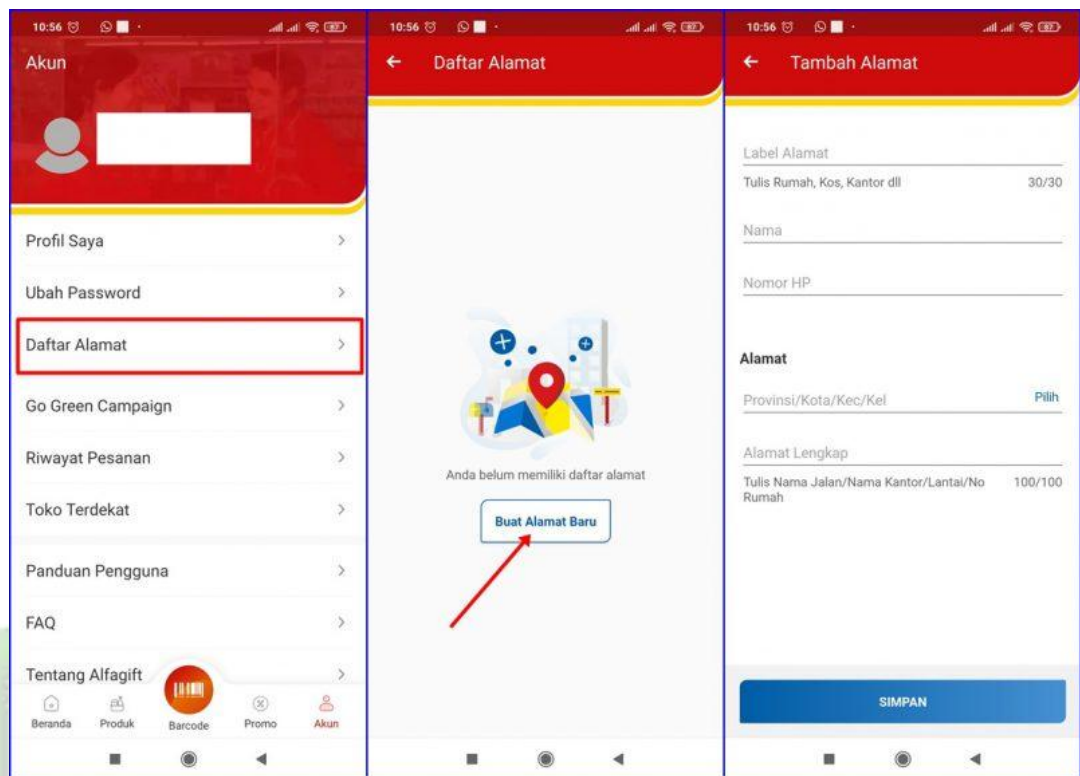 10:56
Akun
Profil Saya
Ubah Password
Daftar Alamat
Go Green Campaign
Riwayat Pesanan
Toko Terdekat
Panduan Pengguna
FAQ
Tentang Alfagift
Beranda
Produk
Barcode
Promo
Akun
10:56
Daftar Alamat
Anda belum memiliki daftar alamat
Buat Alamat Baru
10:56
Tambah Alamat
Label Alamat
Tulis Rumah, Kos, Kantor dll 30/30
Nama
Nomor HP
Alamat
Provinsi/Kota/Kec/Kel Pilih
Alamat Lengkap
Tulis Nama Jalan/Nama Kantor/Lantai/No 100/100
Rumah
SIMPAN